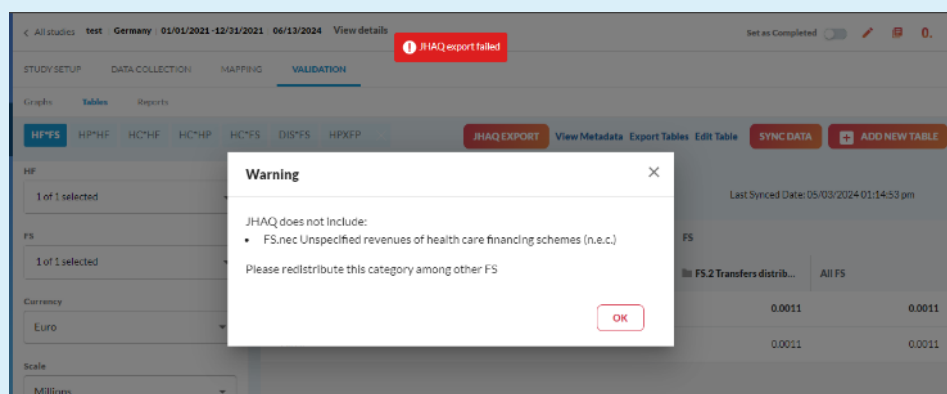 All studies test Germany 01/01/2021 -12/31/2021 06/13/2024 View details
JHAQ export failed
Set as Completed
0.
STUDY SETUP DATA COLLECTION MAPPING VALIDATION
Graphs Tables Reports
HF*FS HP*HF HC*HF HC*HP HC*FS DIS*FS HPXFP
JHAQ EXPORT View Metadata Export Tables Edit Table SYNC DATA ADD NEW TABLE
HF
1 of 1 selected
Last Synced Date: 05/03/2024 01:14:53 pm
Warning
JHAQ does not include:
• FS.nec Unspecified revenues of health care financing schemes (n.e.c.)
Please redistribute this category among other FS
OK
FS
1 of 1 selected
FS
FS.2 Transfers distrib... All FS
Currency
Euro
0.0011 0.0011
0.0011 0.0011
Scale
Millions